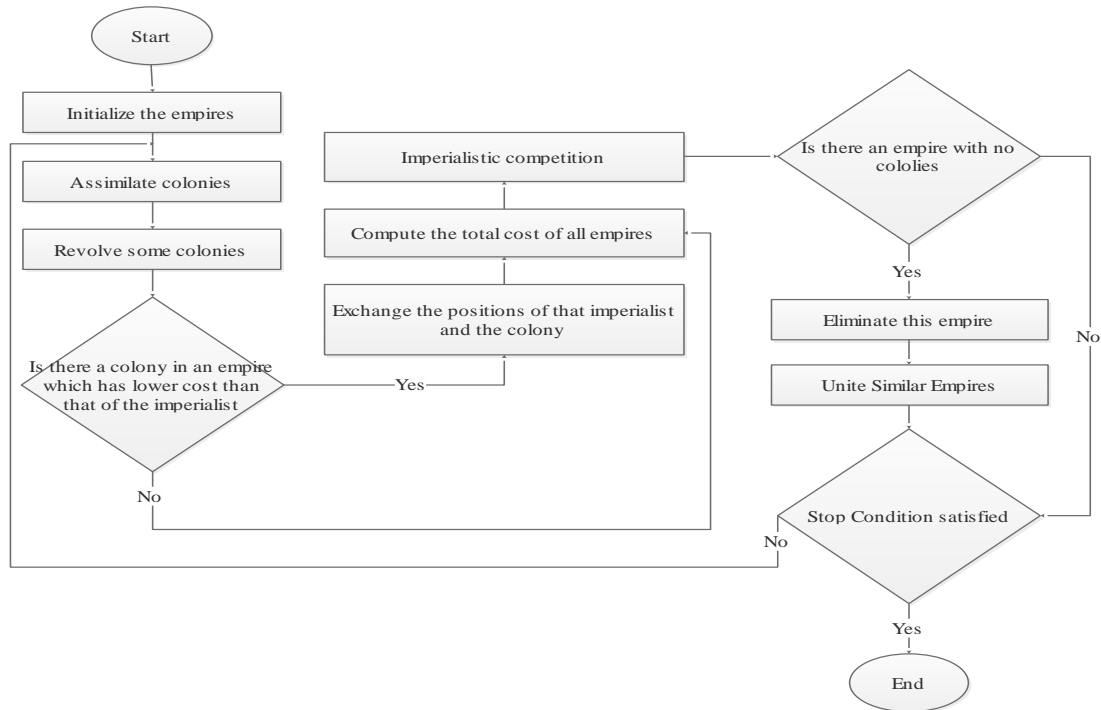 Start
Initialize the empires
Assimilate colonies
Revolve some colonies
Is there a colony in an empire
which has lower cost than
that of the imperialist
Yes
No
Exchange the positions of that imperialist
and the colony
Compute the total cost of all empires
Imperialistic competition
Is there an empire with no
cololies
Yes
No
Eliminate this empire
Unite Similar Empires
Stop Condition satisfied
No
Yes
End